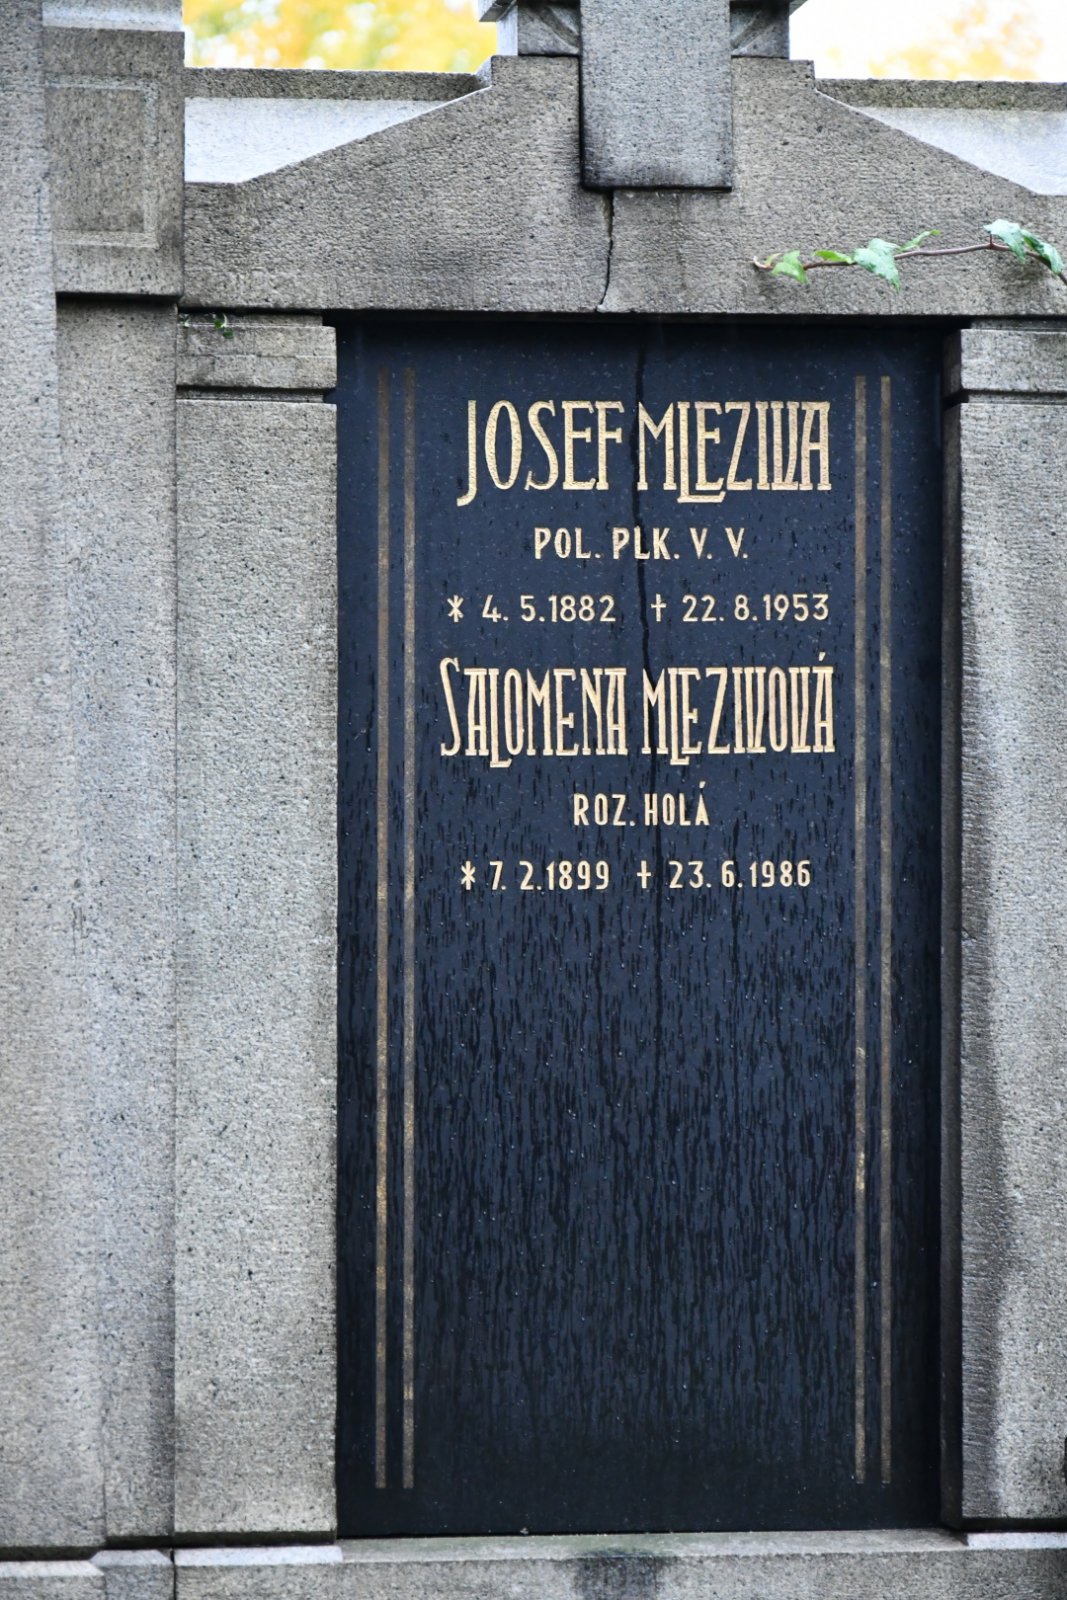 JOSEF MLEZIVA
POL. PLK. V. V.
* 4. 5. 1882 † 22. 8. 1953
SALOMENA MLEZIVOVÁ
ROZ. HOLÁ
* 7. 2. 1899 † 23. 6. 1986